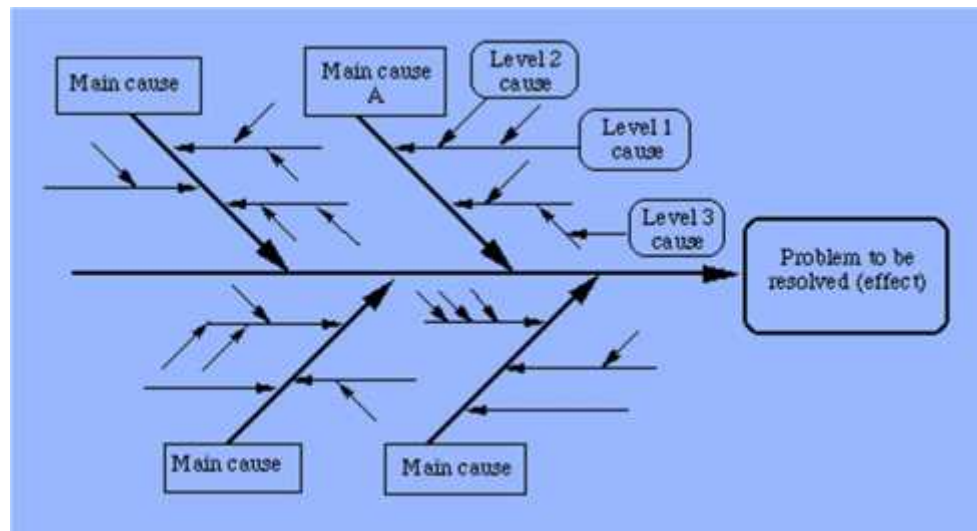 Main cause
Main cause
A
Level 2
cause
Level 1
cause
Level 3
cause
Problem to be
resolved (effect)
Main cause
Main cause